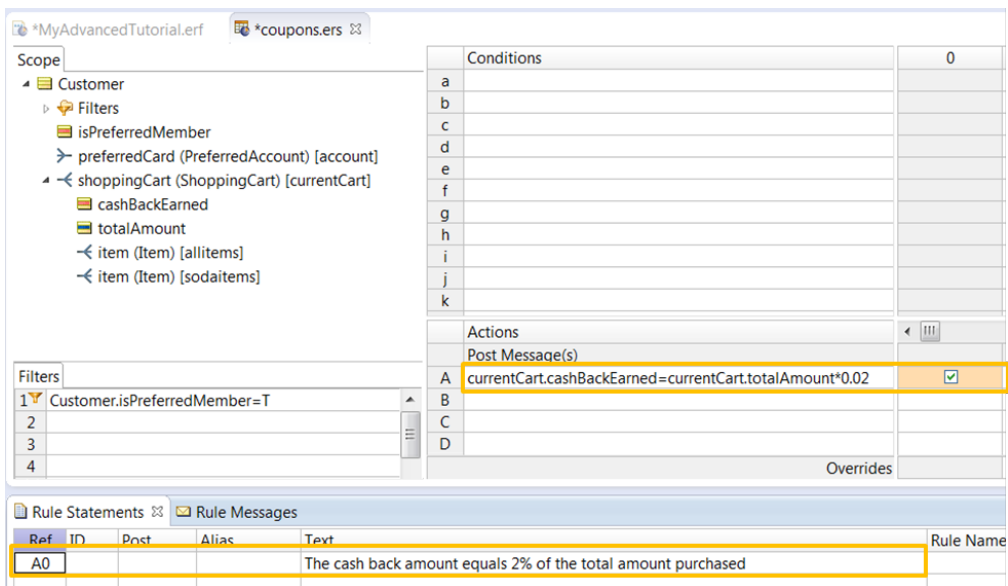 *MyAdvancedTutorial.erf
*coupons.ers
Scope
Customer
Filters
isPreferredMember
preferredCard (PreferredAccount) [account]
shoppingCart (ShoppingCart) [currentCart]
cashBackEarned
totalAmount
item (Item) [allitems]
item (Item) [sodaitems]
Filters
1 Customer.isPreferredMember=T
2
3
4
Conditions 0
a
b
c
d
e
f
g
h
i
j
k
Actions
Post Message(s)
A currentCart.cashBackEarned=currentCart.totalAmount*0.02
B
C
D
Overrides
Rule Statements Rule Messages
Ref ID Post Alias Text Rule Name
A0 The cash back amount equals 2% of the total amount purchased